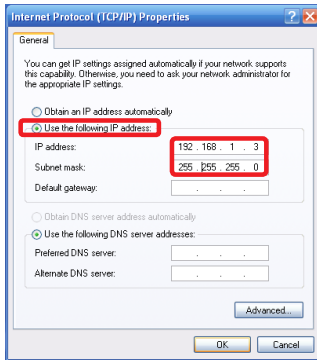 Internet Protocol (TCP/IP) Properties
General
You can get IP settings assigned automatically if your network supports
this capability. Otherwise, you need to ask your network administrator for
the appropriate IP settings.
Obtain an IP address automatically
Use the following IP address:
IP address: 192 . 168 . 1 . 3
Subnet mask: 255 . 255 . 255 . 0
Default gateway: . . .
Obtain DNS server address automatically
Use the following DNS server addresses:
Preferred DNS server: . . .
Alternate DNS server: . . .
Advanced...
OK Cancel